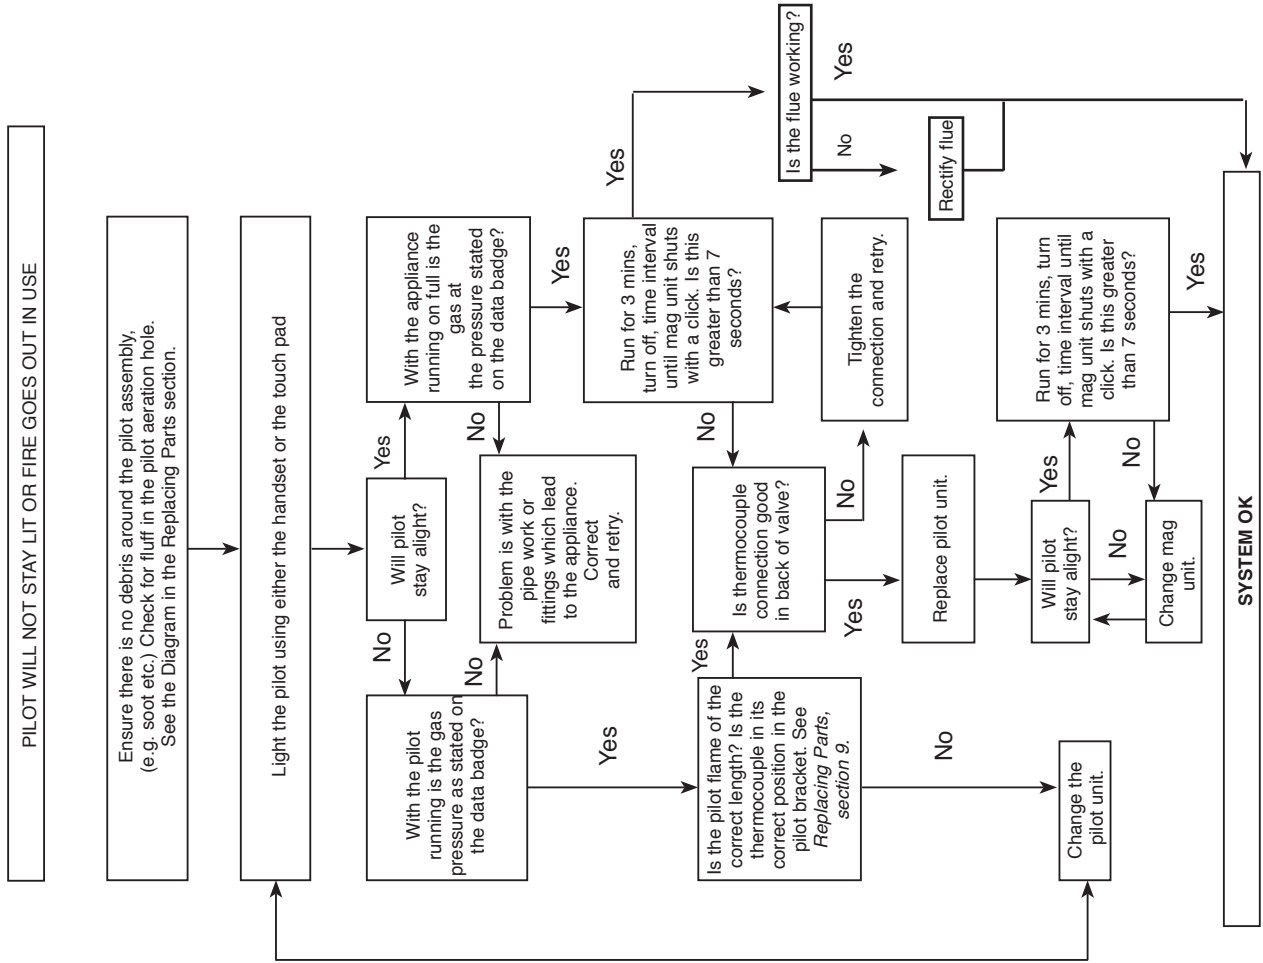 PILOT WILL NOT STAY LIT OR FIRE GOES OUT IN USE
Ensure there is no debris around the pilot assembly,
(e.g. soot etc.) Check for fluff in the pilot aeration hole.
See the Diagram in the Replacing Parts section.
Light the pilot using either the handset or the touch pad
Will pilot
stay alight?
No
Yes
With the pilot
running is the gas
pressure as stated on
the data badge?
No
Yes
With the appliance
running on full is the
gas at
the pressure stated
on the data badge?
No
Yes
Problem is with the
pipe work or
fittings which lead
to the appliance.
Correct
and retry.
Run for 3 mins,
turn off, time interval
until mag unit shuts
with a click. Is this
greater than 7
seconds?
No
Yes
Is the pilot flame of the
correct length? Is the
thermocouple in its
correct position in the
pilot bracket. See
Replacing Parts,
section 9.
Yes
No
Is thermocouple
connection good
in back of valve?
Yes
No
Tighten the
connection and retry.
Is the flue working?
No
Yes
Rectify flue
Replace pilot unit.
Will pilot
stay alight?
Yes
No
Run for 3 mins, turn
off, time interval until
mag unit shuts with a
click. Is this greater
than 7 seconds?
No
Yes
Change mag
unit.
Change the
pilot unit.
SYSTEM OK